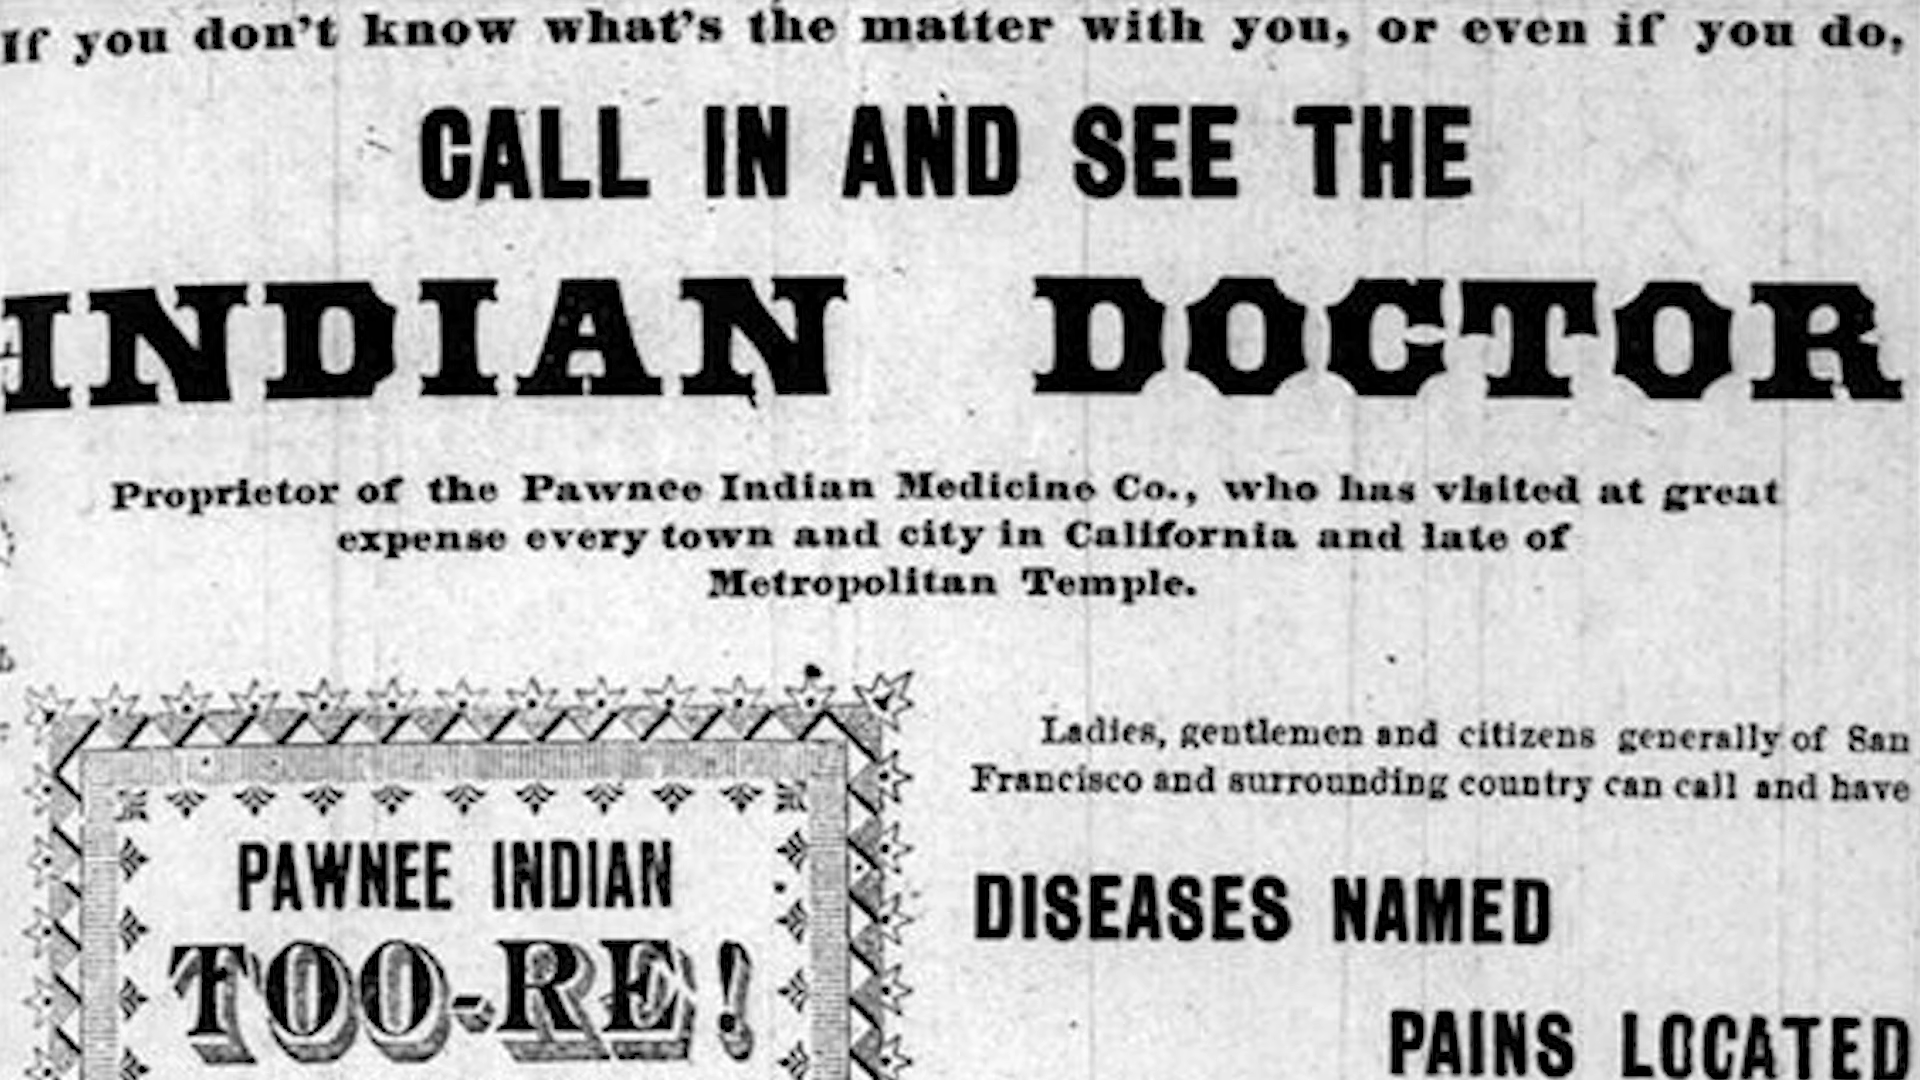 If you don't know what's the matter with you, or even if you do,
CALL IN AND SEE THE
INDIAN DOCTOR
Proprietor of the Pawnee Indian Medicine Co., who has visited at great
expense every town and city in California and late of
Metropolitan Temple.
PAWNEE INDIAN
TOO-RE!
Ladies, gentlemen and citizens generally of San
Francisco and surrounding country can call and have
DISEASES NAMED
PAINS LOCATED